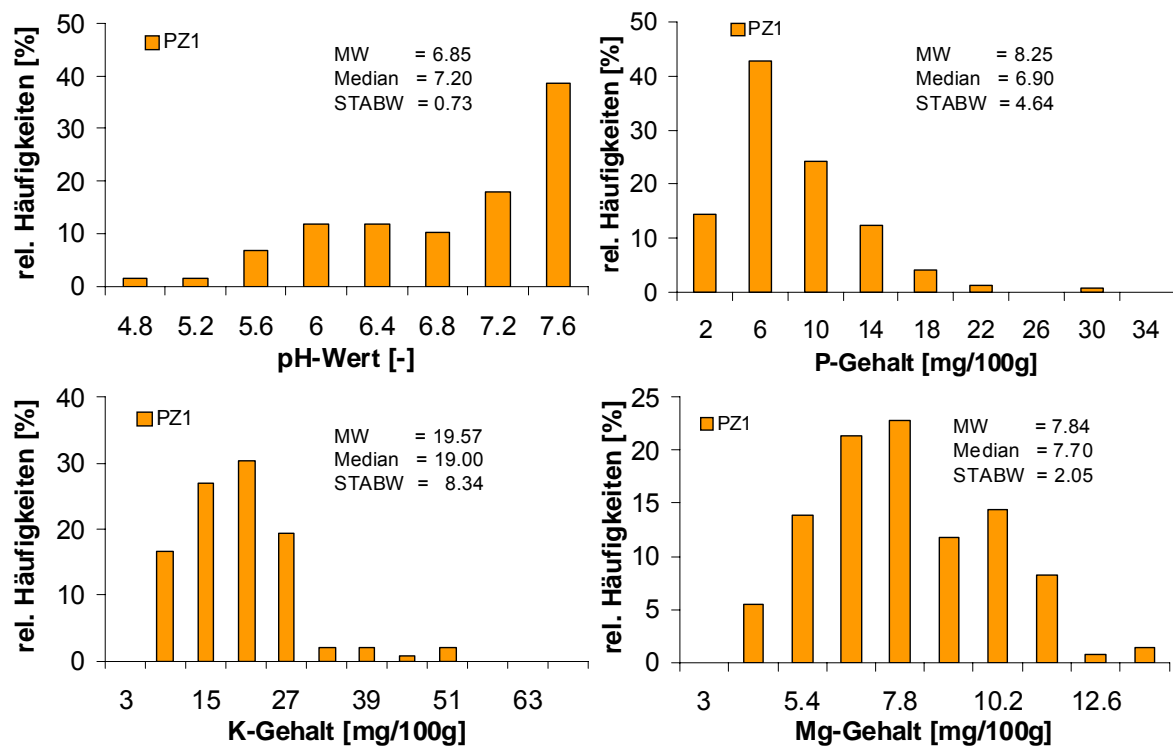 rel. Häufigkeiten [%]
50
40
30
20
10
0
PZ1
MW = 6.85
Median = 7.20
STABW = 0.73
4.8 5.2 5.6 6 6.4 6.8 7.2 7.6
pH-Wert [-]
rel. Häufigkeiten [%]
50
40
30
20
10
0
PZ1
MW = 8.25
Median = 6.90
STABW = 4.64
2 6 10 14 18 22 26 30 34
P-Gehalt [mg/100g]
rel. Häufigkeiten [%]
40
30
20
10
0
PZ1
MW = 19.57
Median = 19.00
STABW = 8.34
3 15 27 39 51 63
K-Gehalt [mg/100g]
rel. Häufigkeiten [%]
25
20
15
10
5
0
PZ1
MW = 7.84
Median = 7.70
STABW = 2.05
3 5.4 7.8 10.2 12.6
Mg-Gehalt [mg/100g]